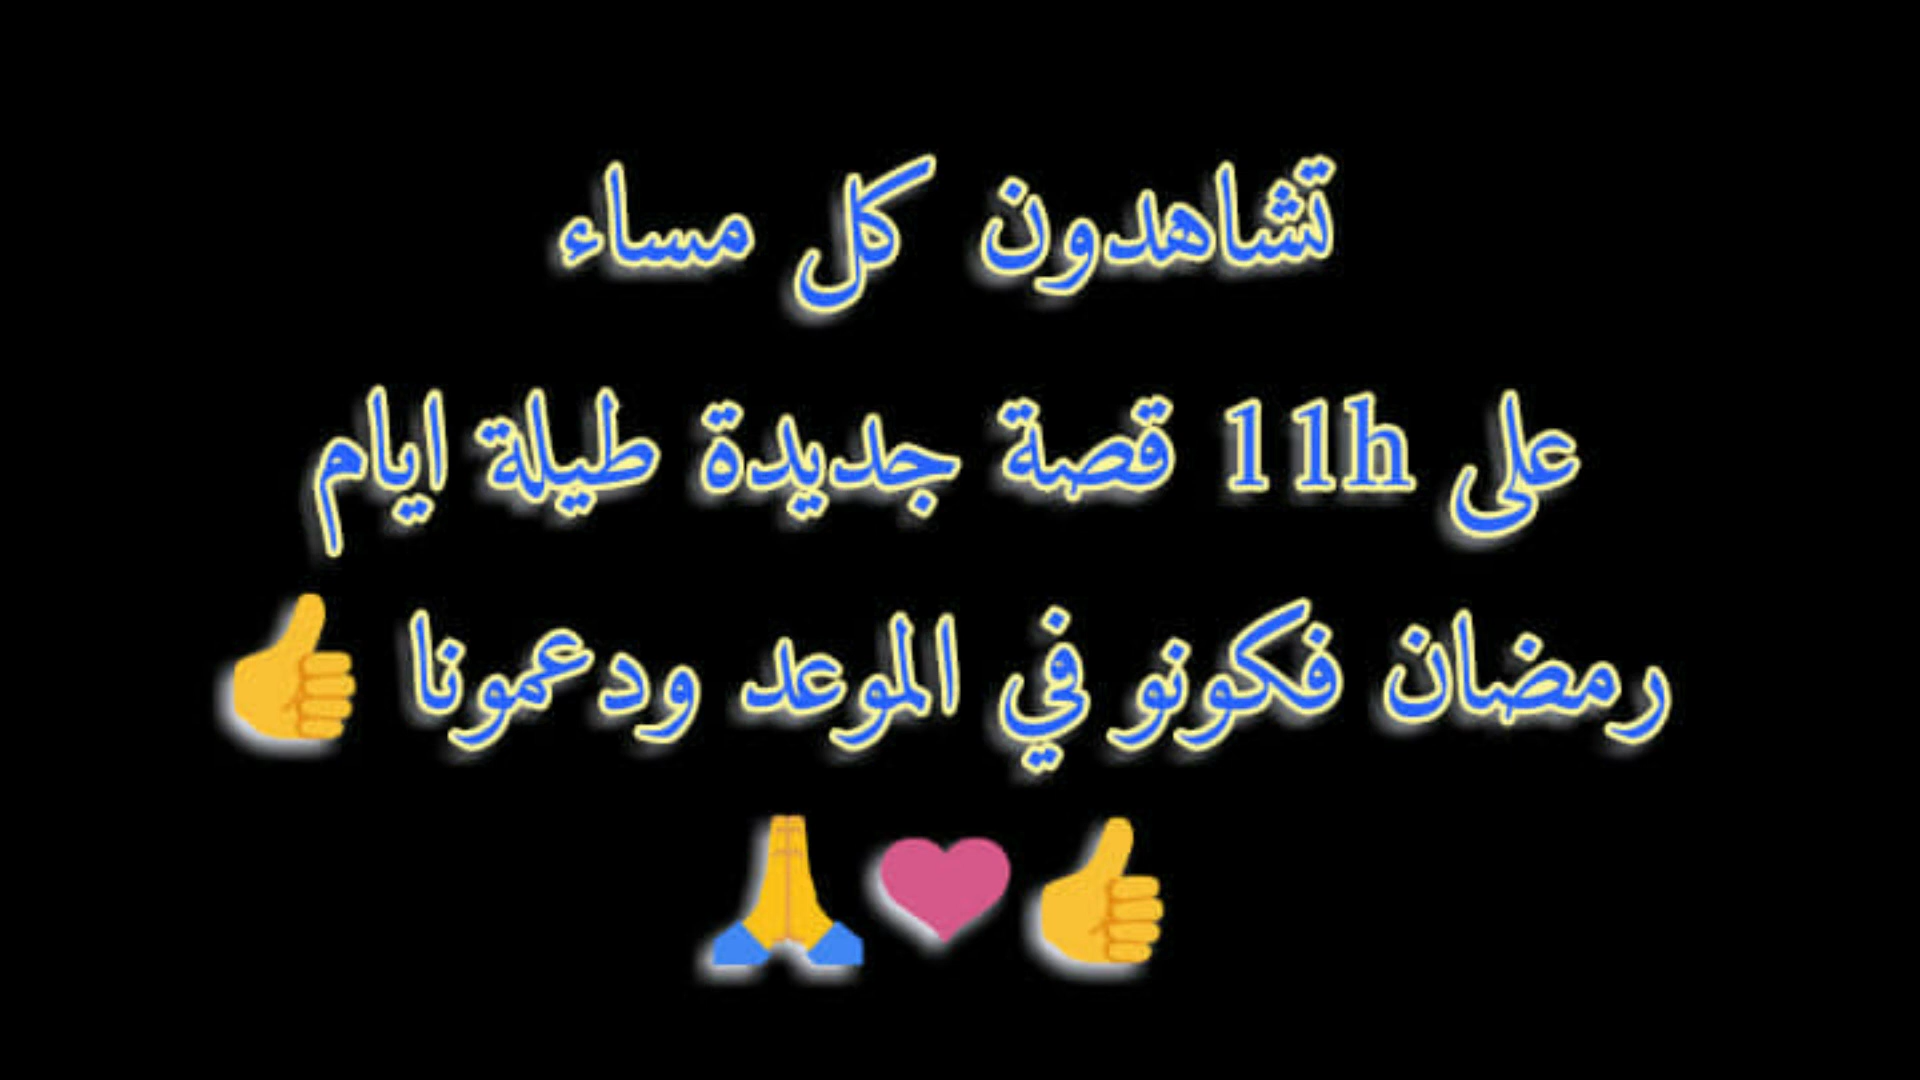 تشاهدون كل مساء
على 11h قصة جديدة طيلة ايام
رمضان فكونو في الموعد ودعمونا 👍
👍💗🙏